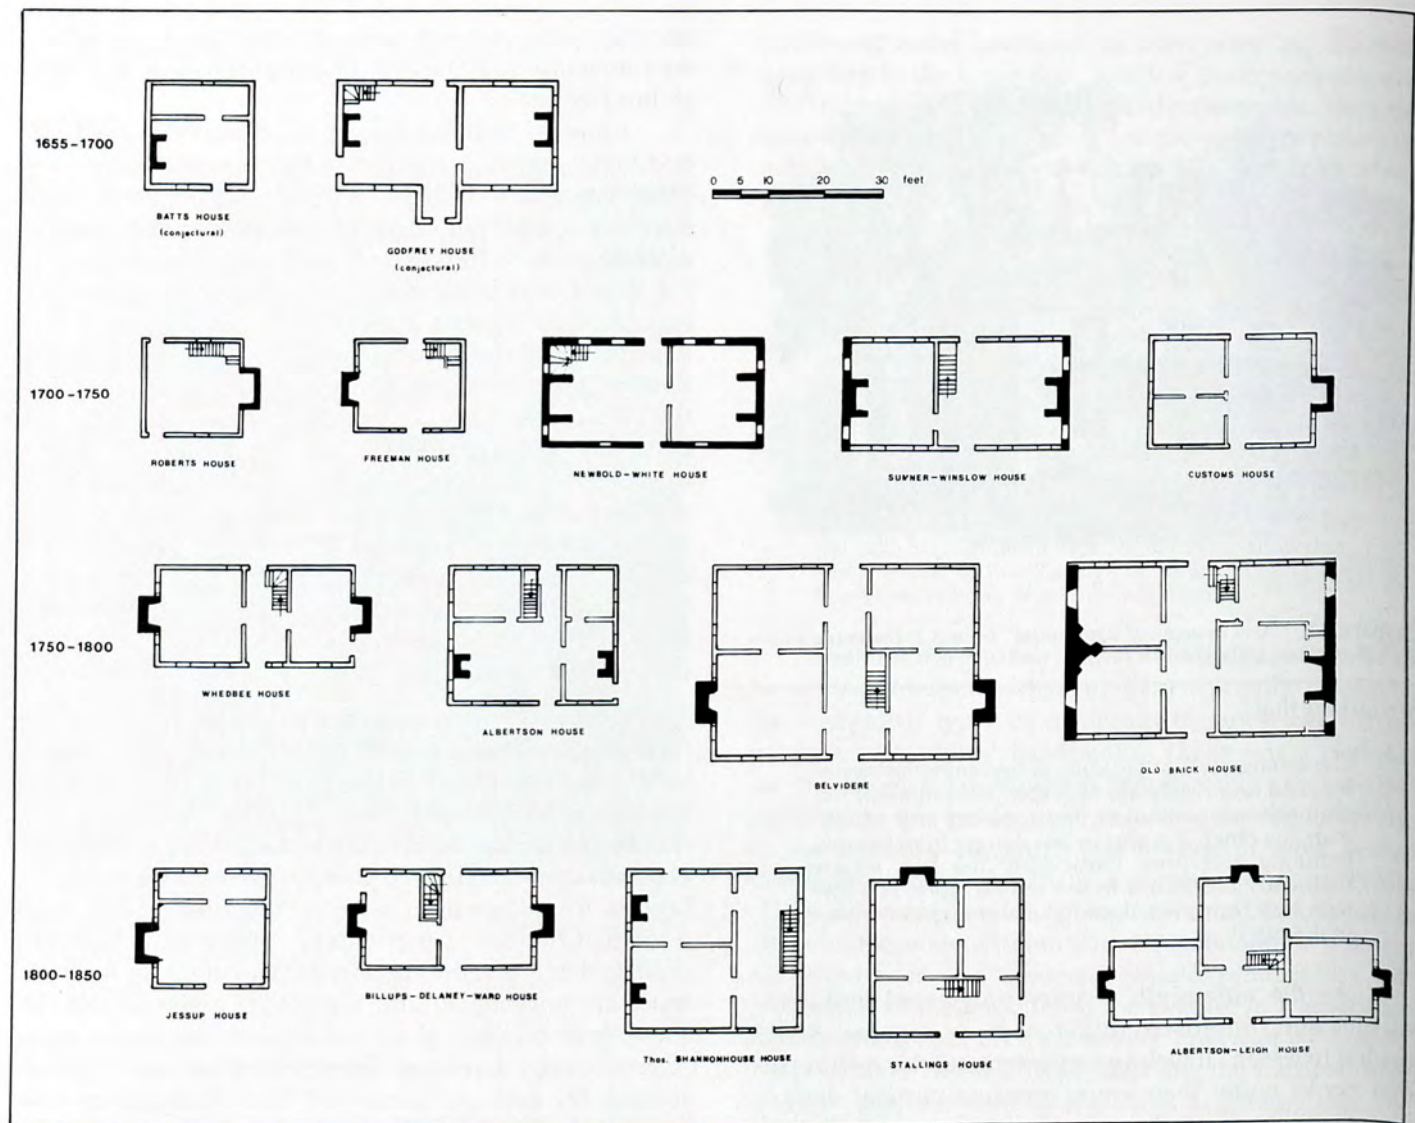 1655-1700
BATTS HOUSE
(conjectural)
GODFREY HOUSE
(conjectural)
0 5 10 20 30 feet
1700-1750
ROBERTS HOUSE
FREEMAN HOUSE
NEWBOLD-WHITE HOUSE
SUMNER-WINSLOW HOUSE
CUSTOMS HOUSE
1750-1800
WHEDBEE HOUSE
ALBERTSON HOUSE
BELVIDERE
OLD BRICK HOUSE
1800-1850
JESSUP HOUSE
BILLUPS-DELANEY-WARD HOUSE
Thos. SHANNONHOUSE HOUSE
STALLINGS HOUSE
ALBERTSON-LEIGH HOUSE